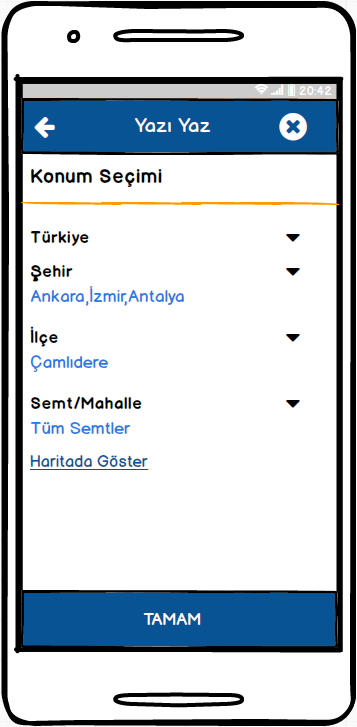 20:42
Yazı Yaz
Konum Seçimi
Türkiye
Şehir
Ankara,İzmir,Antalya
İlçe
Çamlıdere
Semt/Mahalle
Tüm Semtler
Haritada Göster
TAMAM